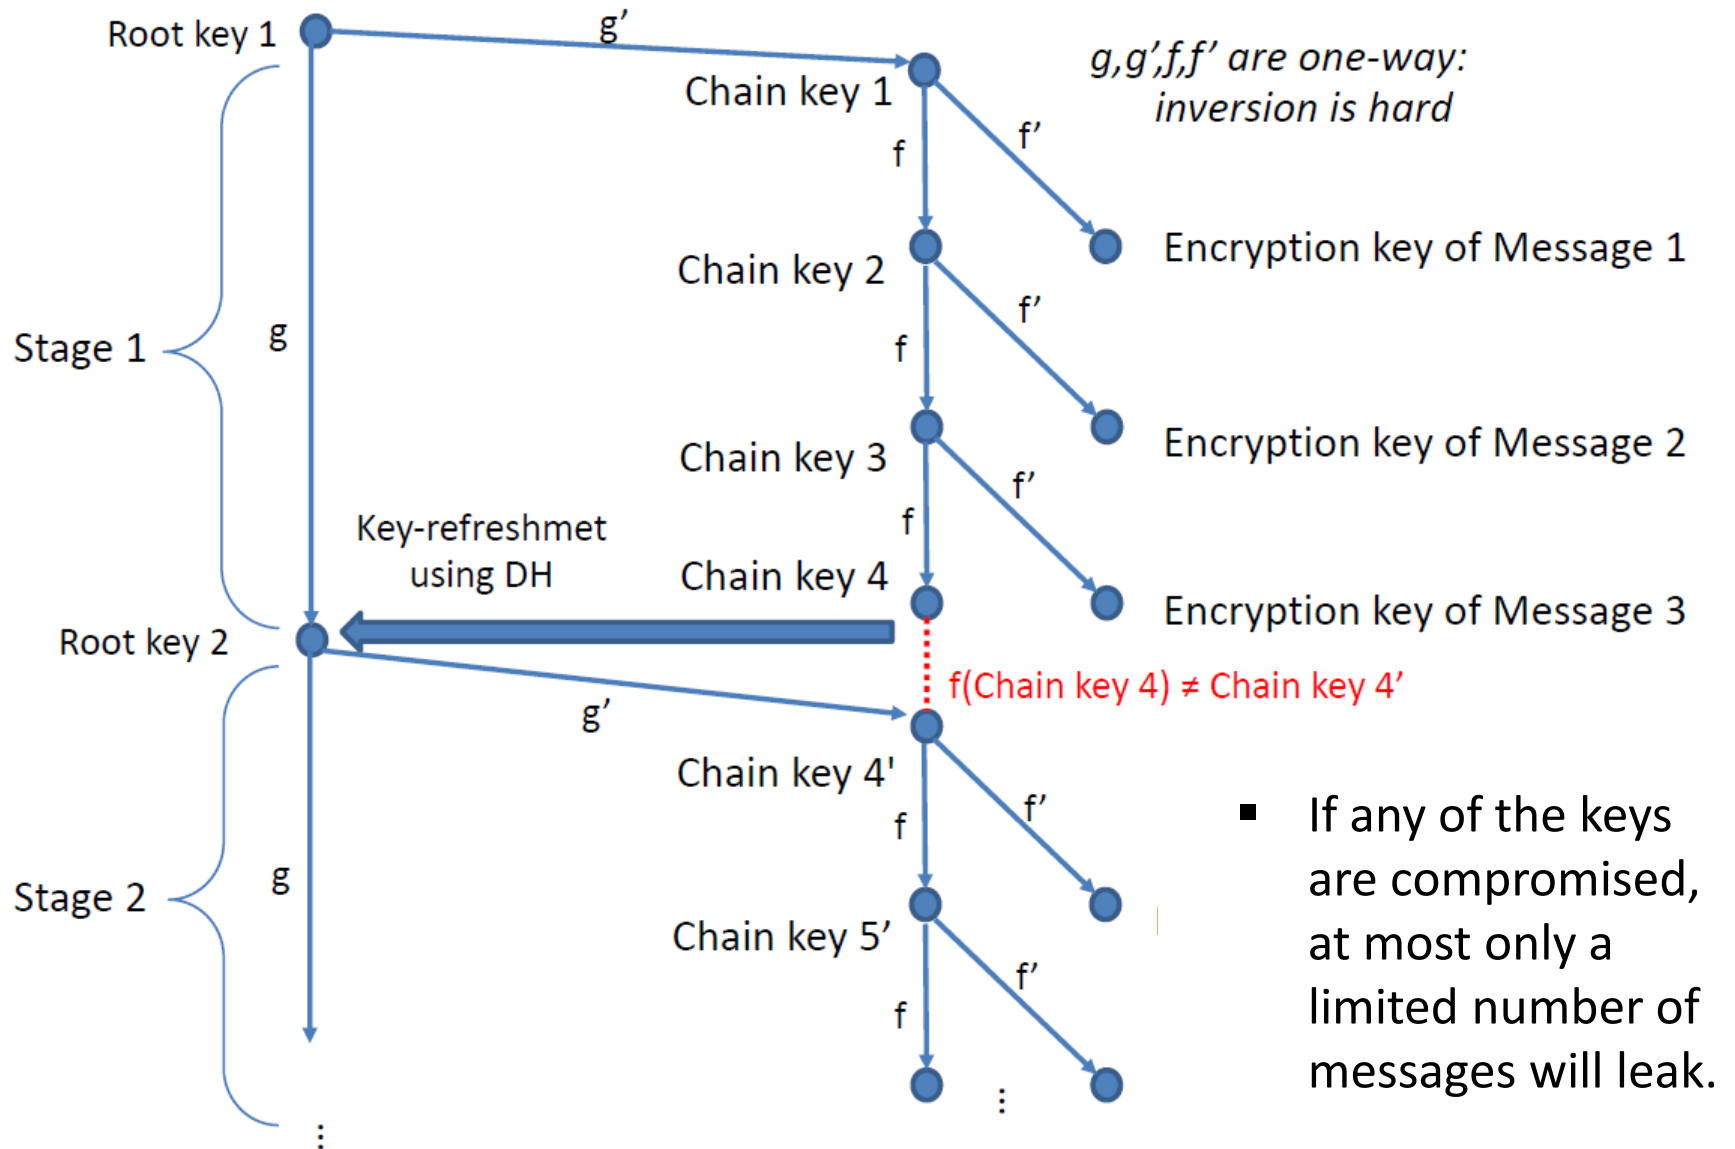 Root key 1
g’
Chain key 1
g,g’,f,f’ are one-way:
inversion is hard
f
f’
Chain key 2
Encryption key of Message 1
Stage 1
g
f
f’
Chain key 3
Encryption key of Message 2
Key-refreshmet
using DH
f
f’
Chain key 4
Encryption key of Message 3
Root key 2
f(Chain key 4) ≠ Chain key 4’
g’
Chain key 4'
f
f’
▪ If any of the keys
are compromised,
at most only a
limited number of
messages will leak.
Stage 2
g
Chain key 5’
f
f’
⋮
⋮